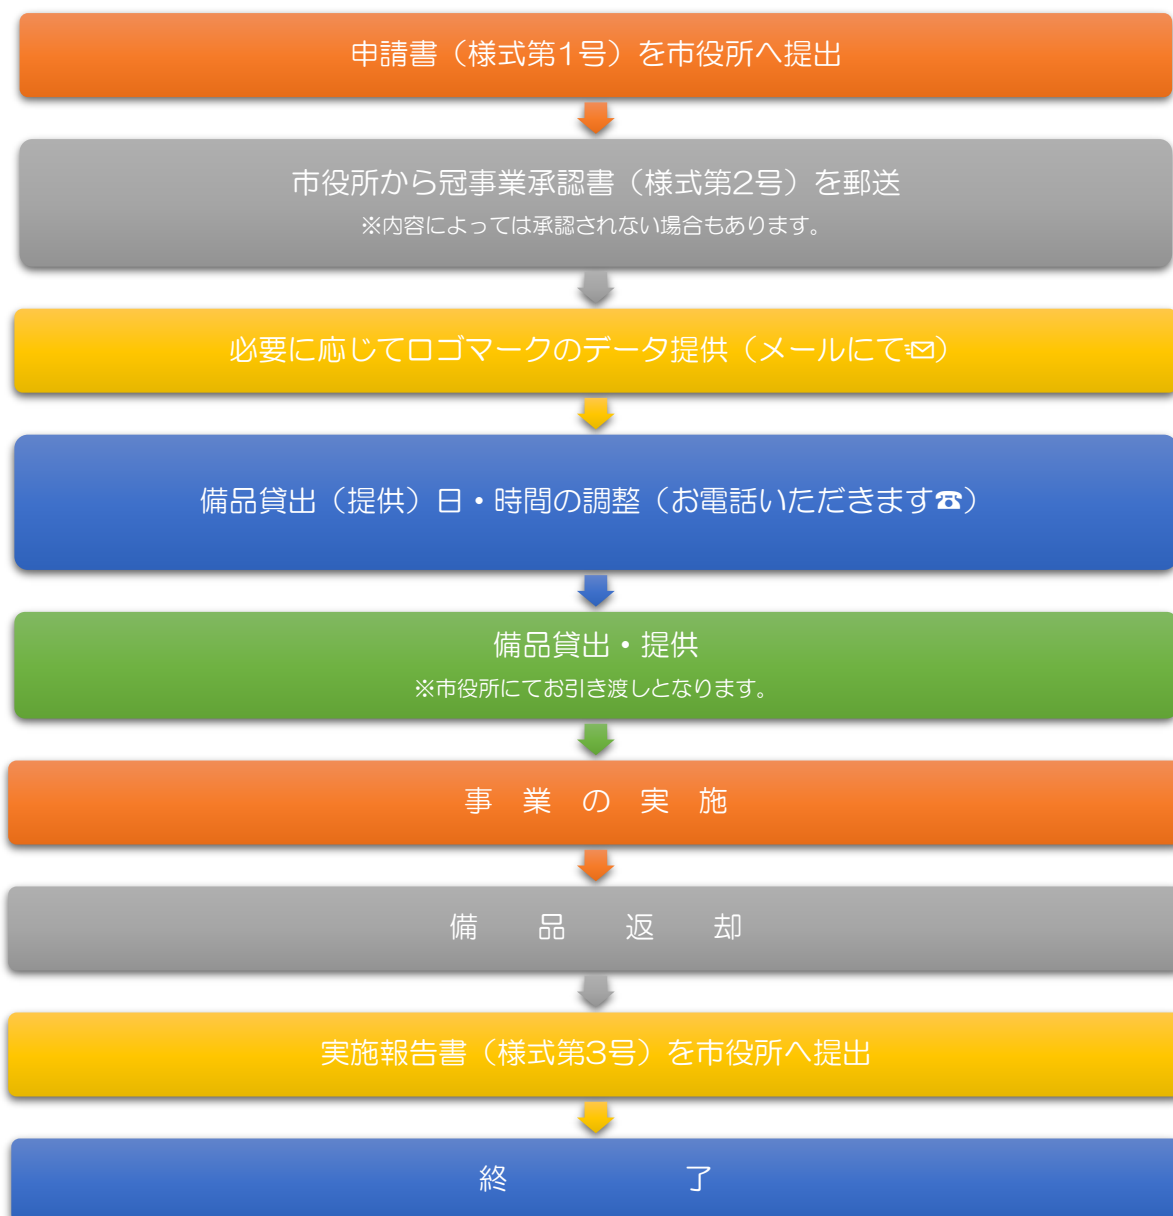 申請書（様式第1号）を市役所へ提出
市役所から冠事業承認書（様式第2号）を郵送
※内容によっては承認されない場合もあります。
必要に応じてロゴマークのデータ提供（メールにて🖅）
備品貸出（提供）日・時間の調整（お電話いただきます☎）
備品貸出・提供
※市役所にてお引き渡しとなります。
事　業　の　実　施
備　品　返　却
実施報告書（様式第3号）を市役所へ提出
終　了